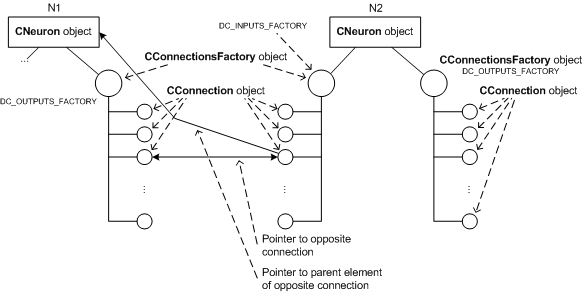 N1
N2
CNeuron object
DC_INPUTS_FACTORY
CNeuron object
...
CConnectionsFactory object
CConnectionsFactory object
DC_OUTPUTS_FACTORY
CConnection object
CConnection object
DC_OUTPUTS_FACTORY
...
...
...
Pointer to opposite
connection
Pointer to parent element
of opposite connection